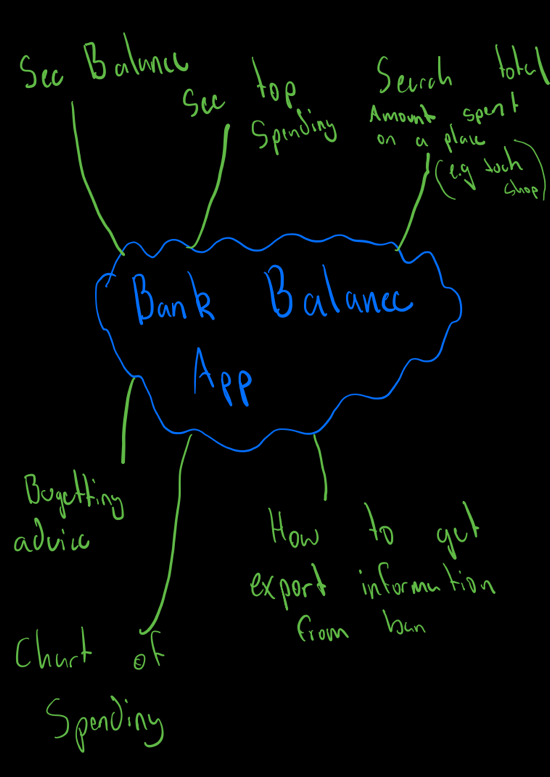 See Balance
See top
Spending
Search total
Amount spent
on a place
(e.g tech
shop)
Bank Balance
App
Bugetting
advice
How to get
export information
from ban
Chart of
Spending